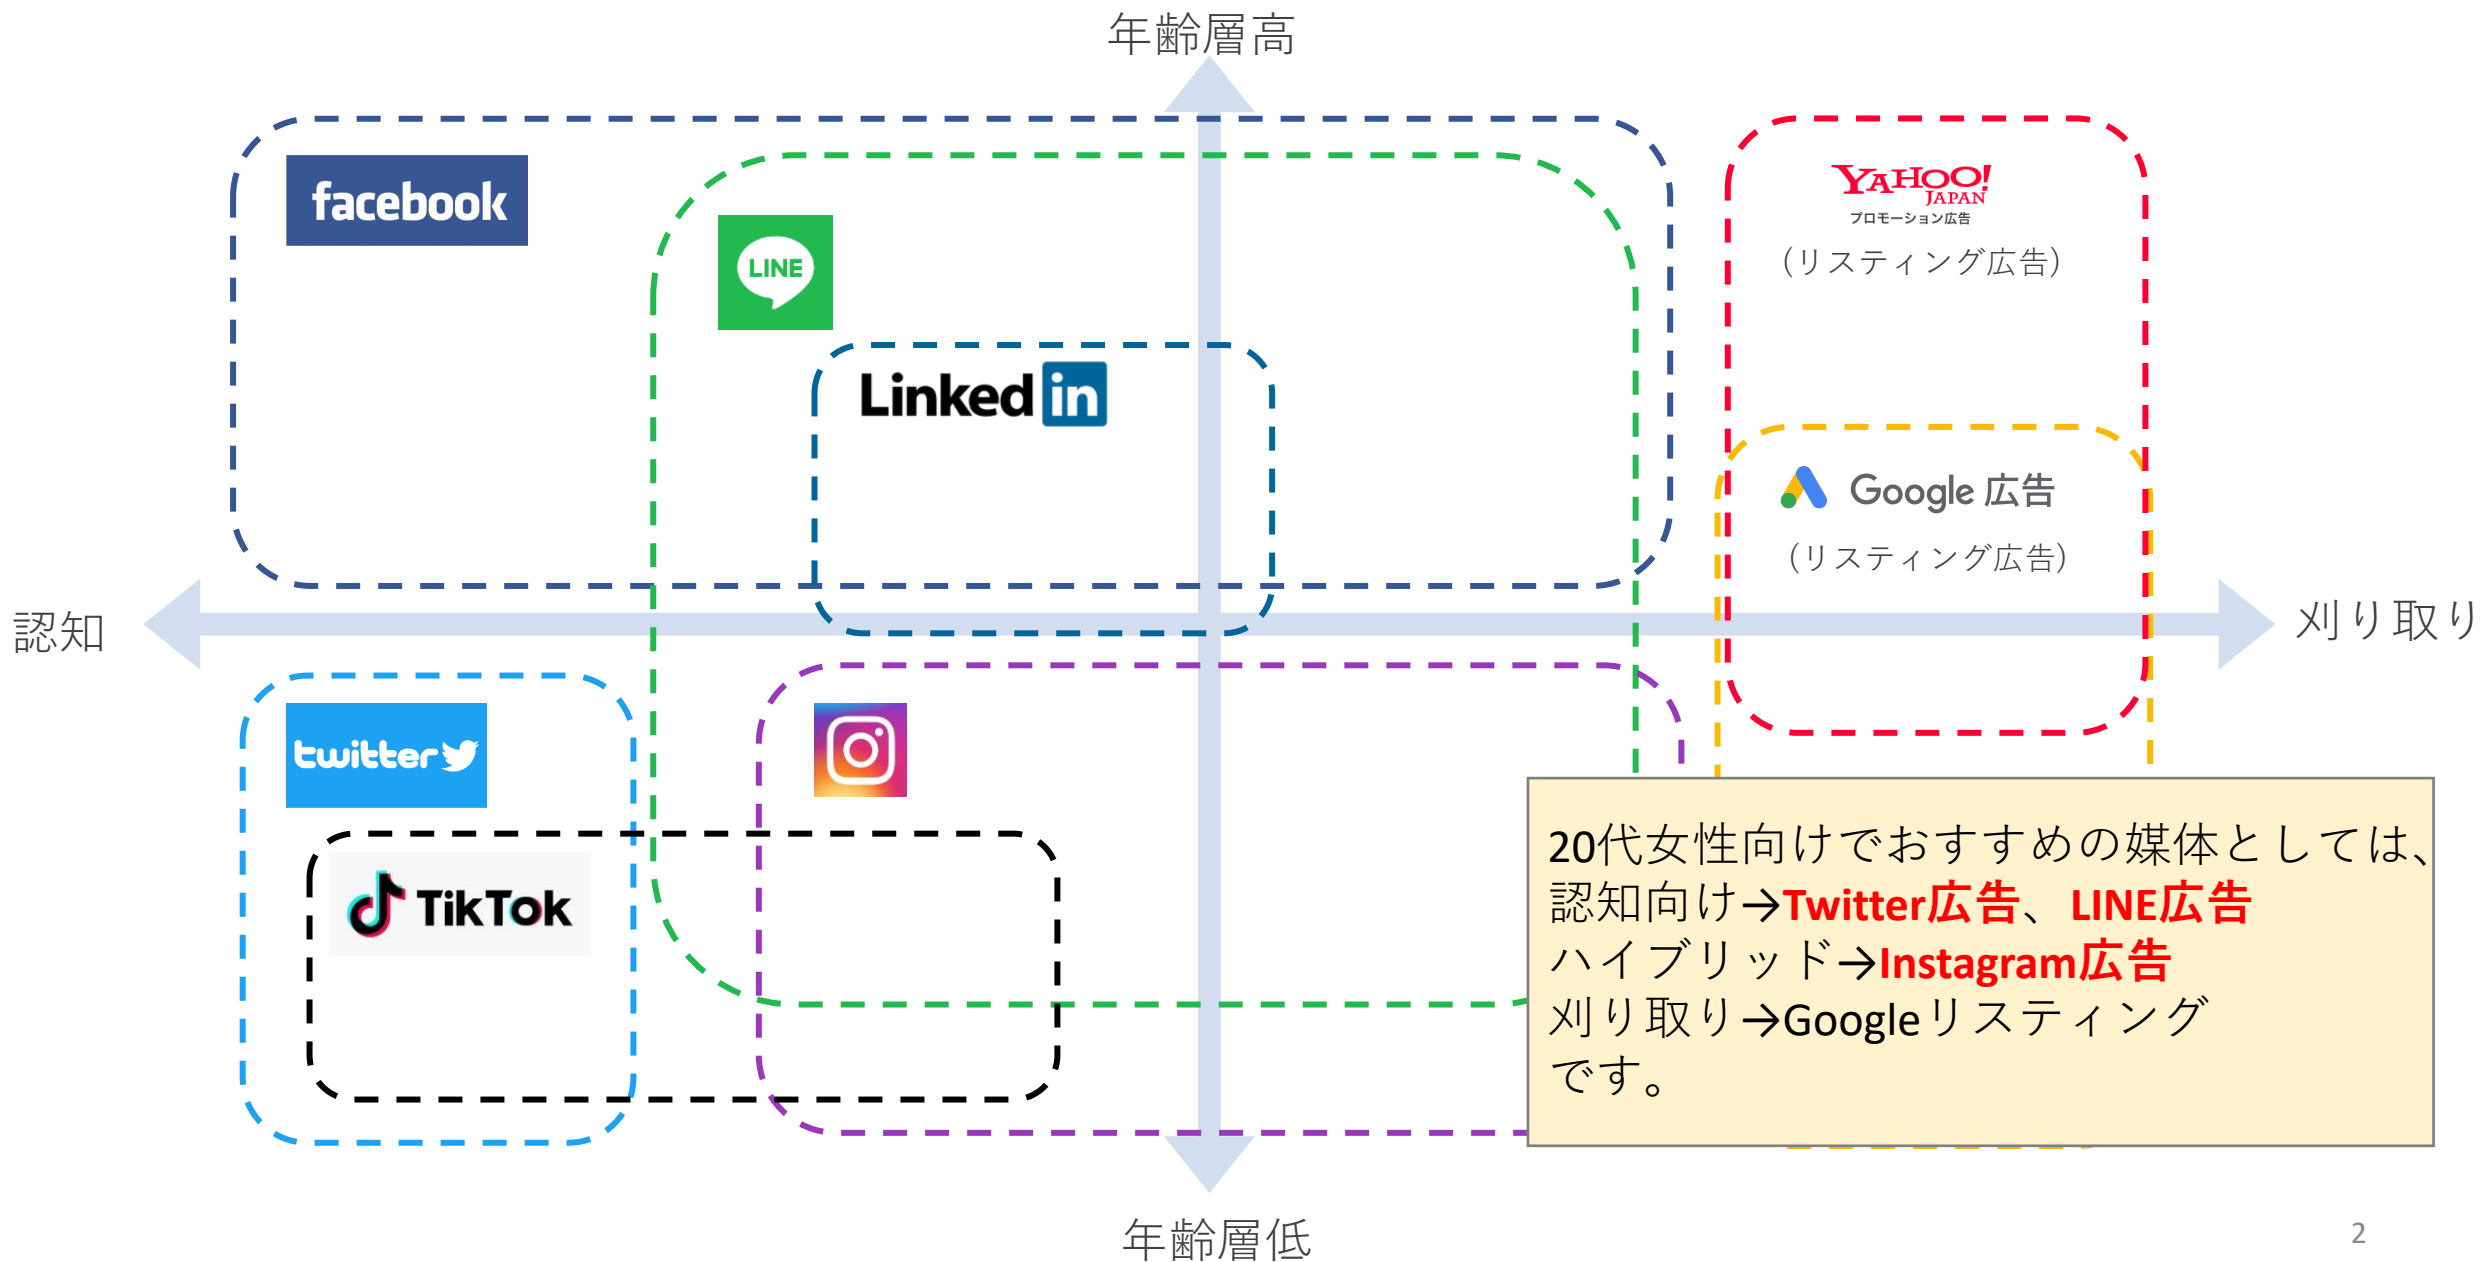 年齢層高
facebook
YAHOO!
JAPAN
プロモーション広告
(リスティング広告)
LINE
Linked in
Google 広告
(リスティング広告)
認知
刈り取り
twitter
TikTok
20代女性向けでおすすめの媒体としては、
認知向け→Twitter広告、LINE広告
ハイブリッド→Instagram広告
刈り取り→Googleリスティング
です。
年齢層低
2